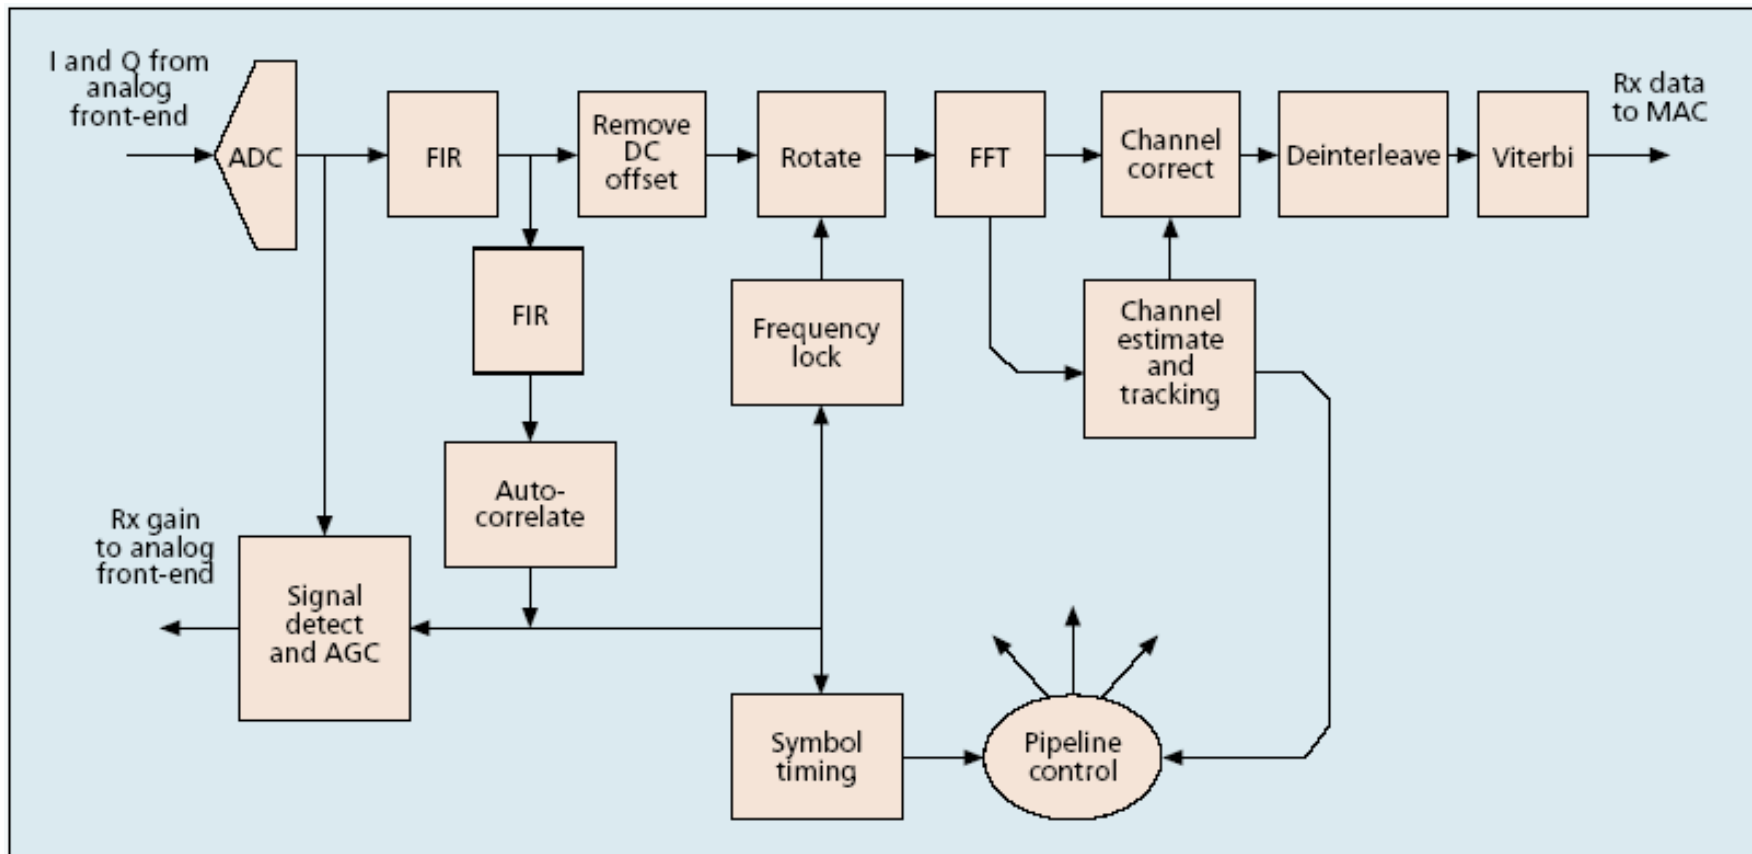 I and Q from
analog
front-end
ADC
FIR
Remove
DC
offset
Rotate
FFT
Channel
correct
Deinterleave
Viterbi
Rx data
to MAC
FIR
Frequency
lock
Channel
estimate
and
tracking
Auto-
correlate
Rx gain
to analog
front-end
Signal
detect
and AGC
Symbol
timing
Pipeline
control